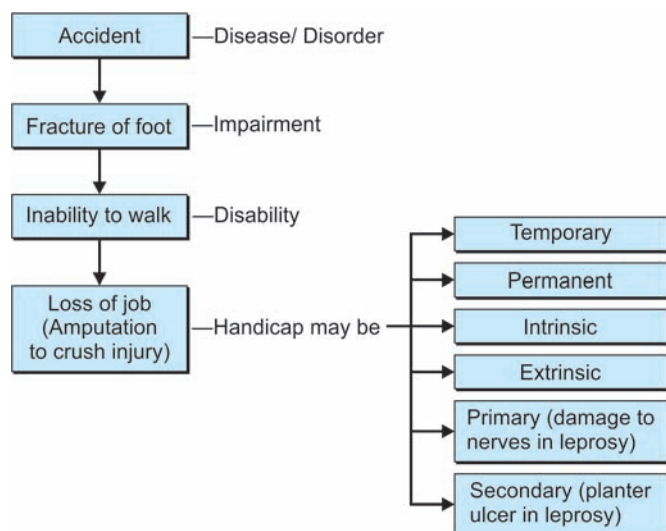 Accident —Disease/ Disorder
Fracture of foot —Impairment
Inability to walk —Disability
Loss of job
(Amputation
to crush injury)
—Handicap may be
Temporary
Permanent
Intrinsic
Extrinsic
Primary (damage to
nerves in leprosy)
Secondary (planter
ulcer in leprosy)